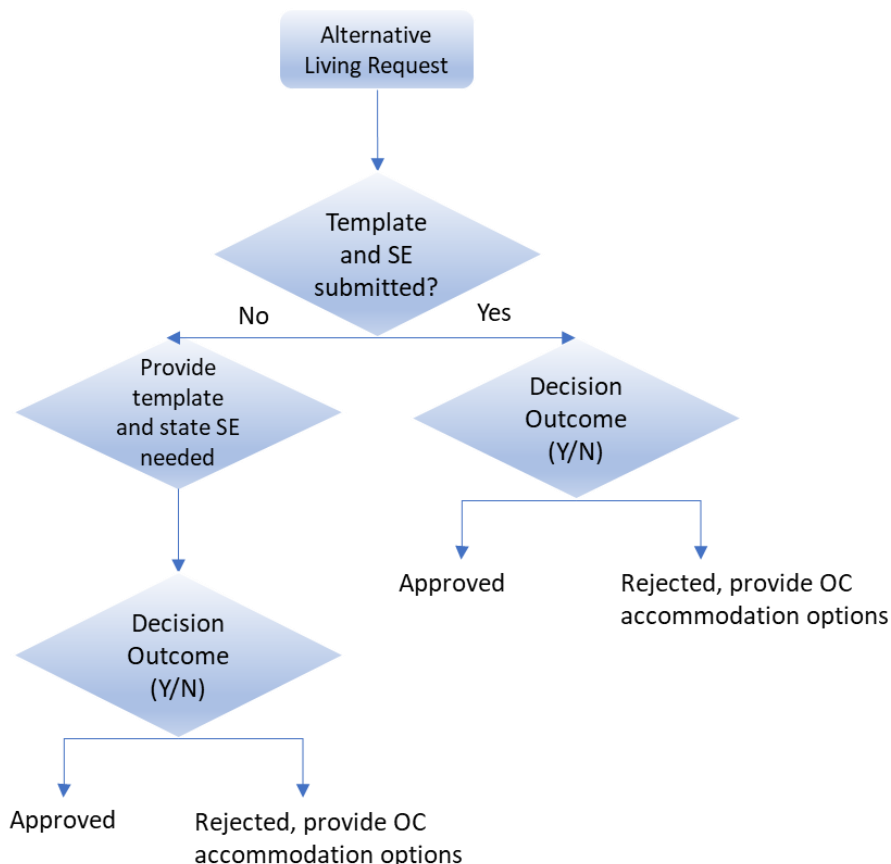 Alternative
Living Request
Template
and SE
submitted?
No
Yes
Provide
template
and state SE
needed
Decision
Outcome
(Y/N)
Approved
Rejected, provide OC
accommodation options
Decision
Outcome
(Y/N)
Approved
Rejected, provide OC
accommodation options